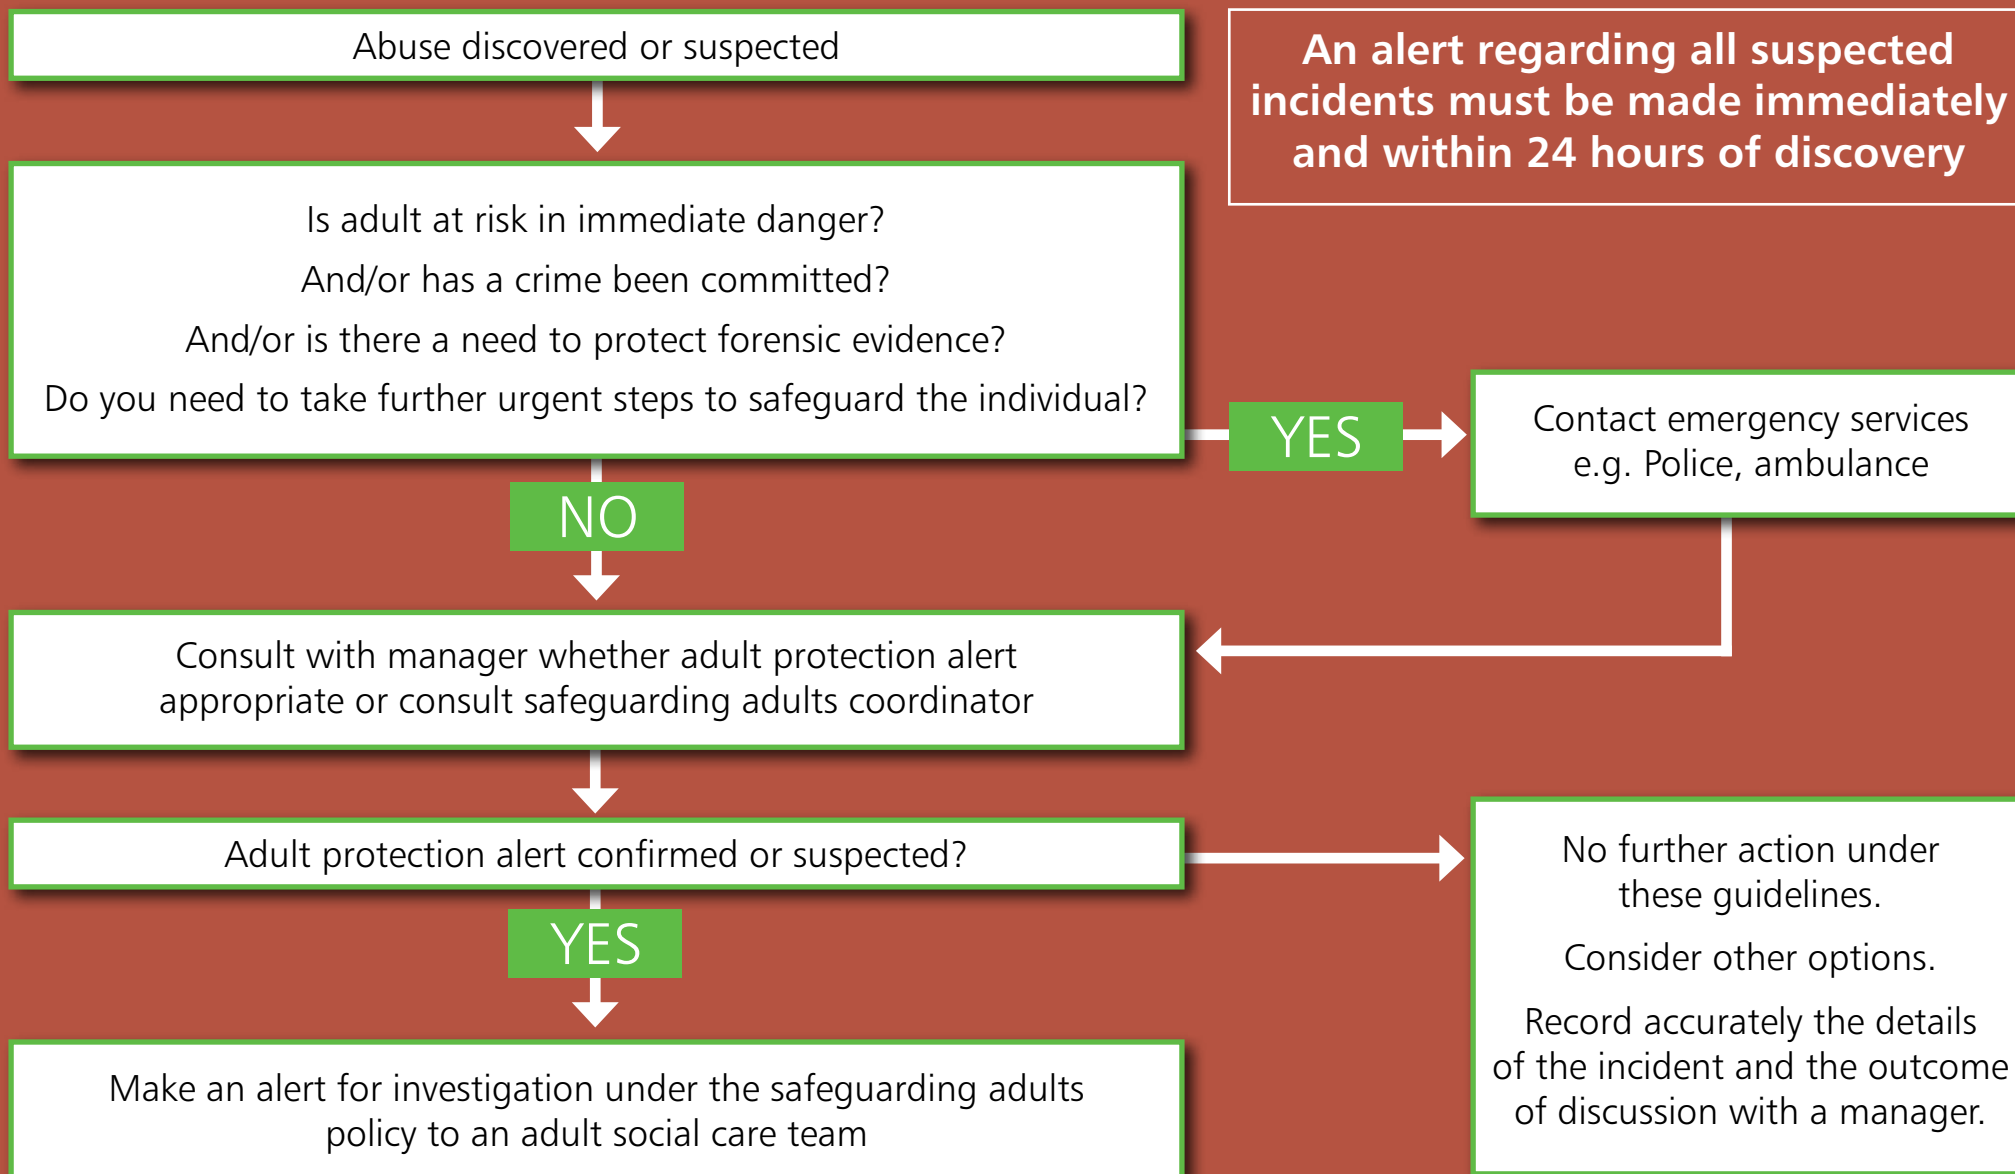 Abuse discovered or suspected
An alert regarding all suspected
incidents must be made immediately
and within 24 hours of discovery
Is adult at risk in immediate danger?
And/or has a crime been committed?
And/or is there a need to protect forensic evidence?
Do you need to take further urgent steps to safeguard the individual?
YES
Contact emergency services
e.g. Police, ambulance
NO
Consult with manager whether adult protection alert
appropriate or consult safeguarding adults coordinator
Adult protection alert confirmed or suspected?
No further action under
these guidelines.
Consider other options.
Record accurately the details
of the incident and the outcome
of discussion with a manager.
YES
Make an alert for investigation under the safeguarding adults
policy to an adult social care team